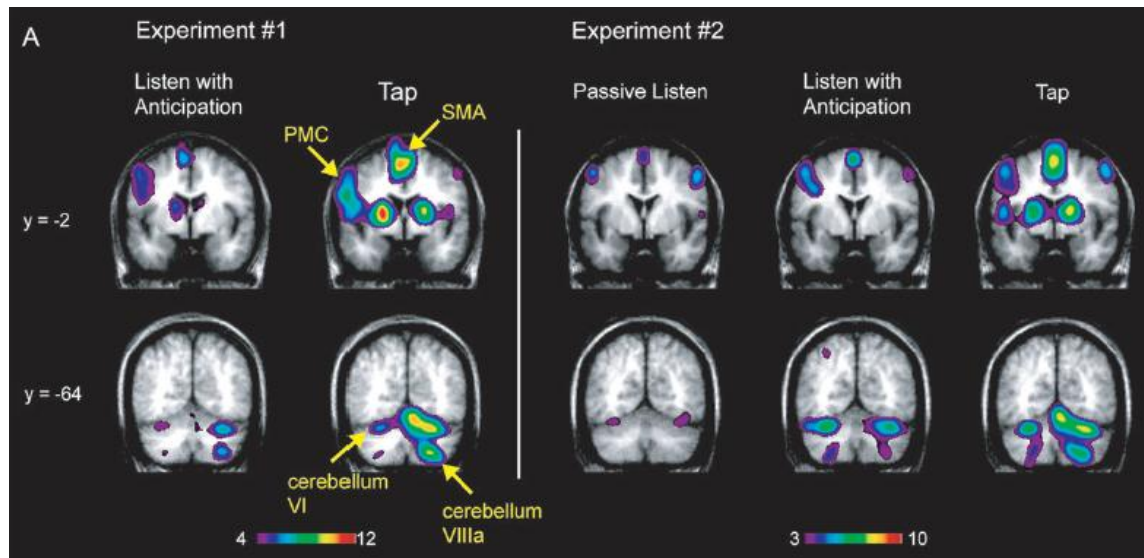 A
Experiment #1
Experiment #2
Listen with
Anticipation
Tap
Passive Listen
Listen with
Anticipation
Tap
PMC
SMA
y = -2
y = -64
cerebellum
VI
cerebellum
VIIIa
4
12
3
10